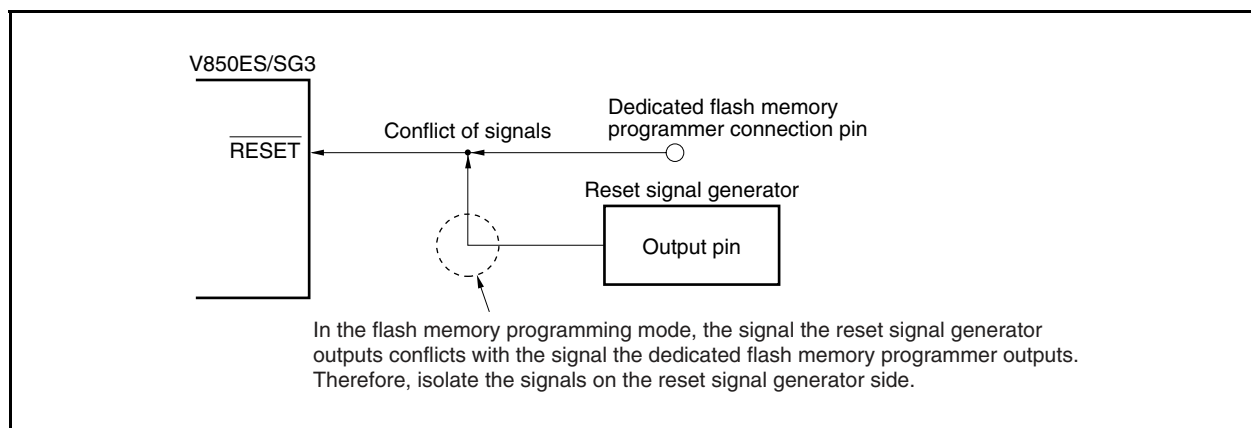 V850ES/SG3
Dedicated flash memory
programmer connection pin
Conflict of signals
RESET
Reset signal generator
Output pin
In the flash memory programming mode, the signal the reset signal generator
outputs conflicts with the signal the dedicated flash memory programmer outputs.
Therefore, isolate the signals on the reset signal generator side.